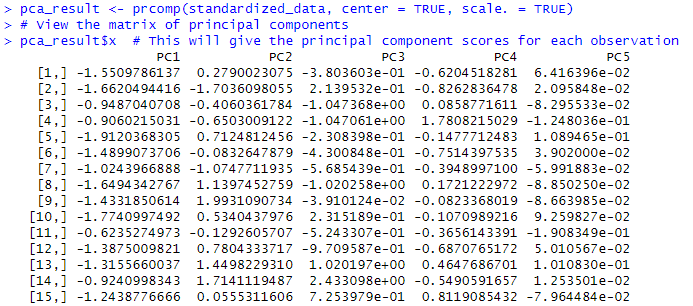 > pca_result <- prcomp(standardized_data, center = TRUE, scale. = TRUE)
> # View the matrix of principal components
> pca_result$x  # This will give the principal component scores for each observation
PC1 PC2 PC3 PC4 PC5
[1,] -1.5509786137 0.2790023075 -3.803603e-01 -0.6204518281 6.416396e-02
[2,] -1.6620494416 -1.7036098055 2.139532e-01 -0.8262836478 2.095848e-02
[3,] -0.9487040708 -0.4060361784 -1.047368e+00 0.0858771611 -8.295533e-02
[4,] -0.9062215031 -0.6503009122 -1.047061e+00 1.7808215029 -1.248036e-01
[5,] -1.9120368305 0.7124812456 -2.308398e-01 -0.1477712483 1.089465e-01
[6,] -1.4899073706 -0.0832647879 -4.300848e-01 -0.7514397535 3.902000e-02
[7,] -1.0243966888 -1.0747711935 -5.685439e-01 -0.3948997100 -5.991883e-02
[8,] -1.6494342767 1.1397452759 -1.020258e+00 0.1721222972 -8.850250e-02
[9,] -1.4331850614 1.9931090734 -3.910124e-02 -0.0823368019 -8.663985e-02
[10,] -1.7740997492 0.5340437976 2.315189e-01 -0.1070989216 9.259827e-02
[11,] -0.6235274973 -0.1292605707 -5.243307e-01 -0.3656143391 -1.908349e-01
[12,] -1.3875009821 0.7804333717 -9.709587e-01 -0.6870765172 5.010567e-02
[13,] -1.3155660037 1.4498229310 1.020197e+00 0.4647686701 1.010830e-01
[14,] -0.9240998343 1.7141119487 2.433098e+00 -0.5490591657 1.253501e-02
[15,] -1.2438776666 0.0555311606 7.253979e-01 0.8119085432 -7.964484e-02